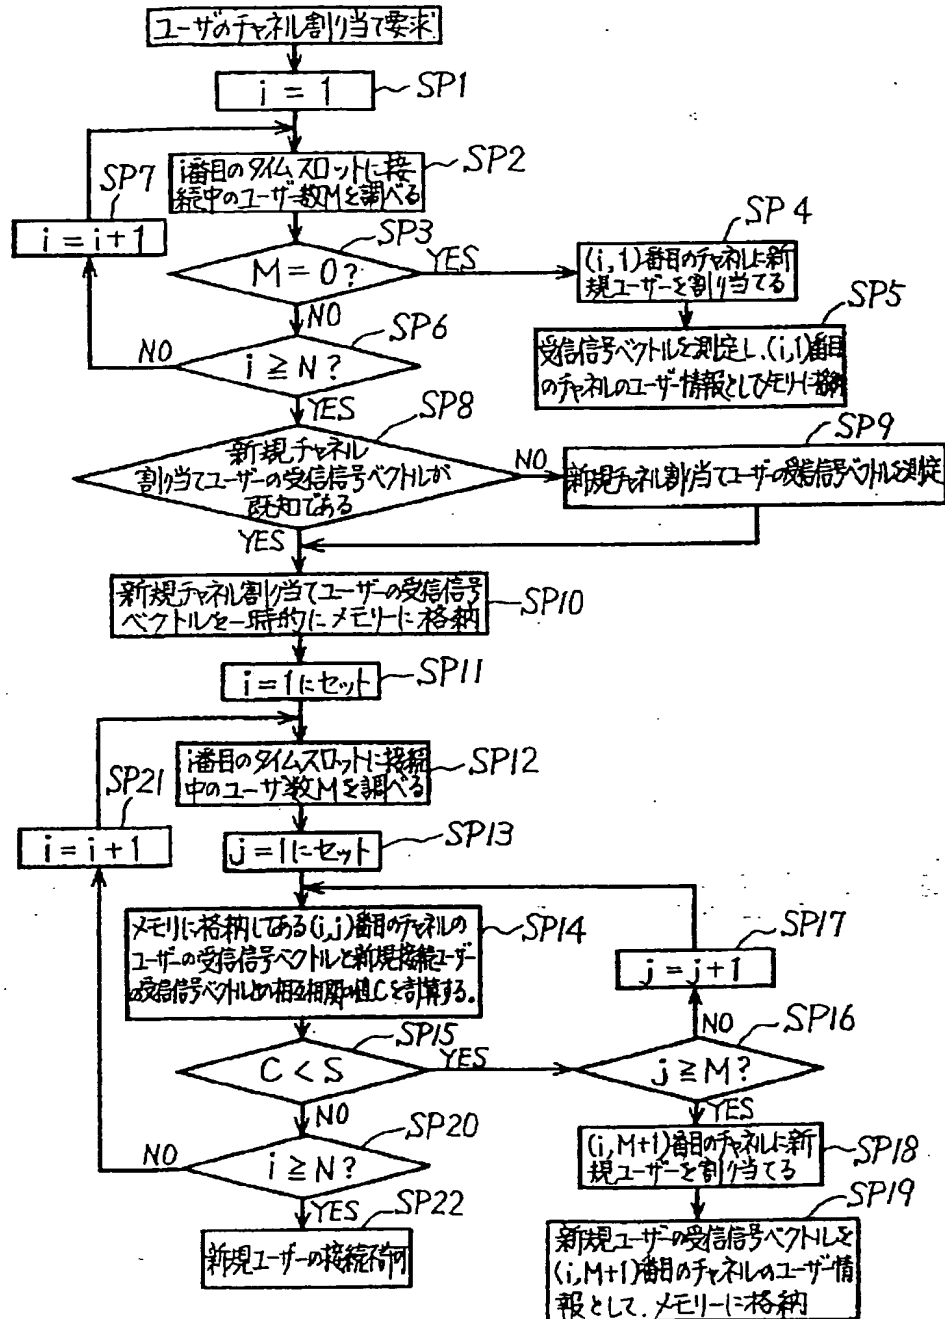 ユーザのチャネル割り当て要求
i = 1
SP1
i番目のタイムスロットに接
続中のユーザー数Mを調べる
SP2
SP7
i = i+1
SP3
M = 0?
YES
NO
SP4
(i,1)番目のチャネルに新
規ユーザーを割り当てる
SP5
受信信号ベクトルを測定し、(i,1)番目
のチャネルのユーザー情報としてメモリーに格納
SP6
i ≧ N?
NO
YES
SP8
新規チャネル
割り当てユーザーの受信信号ベクトルが
既知である
NO
YES
SP9
新規チャネル割り当てユーザーの受信信号ベクトルを測定
新規チャネル割り当てユーザーの受信信号
ベクトルを一時的にメモリーに格納
SP10
i=1にセット
SP11
i番目のタイムスロットに接続
中のユーザ数Mを調べる
SP12
SP21
i = i+1
j=1にセット
SP13
メモリに格納してある(i,j)番目のチャネルの
ユーザーの受信信号ベクトルと新規接続ユーザー
の受信信号ベクトルとの相互相関の値Cを計算する。
SP14
SP17
j = j+1
SP15
C < S
YES
NO
SP16
j ≧ M?
NO
YES
(i,M+1)番目のチャネルに新
規ユーザーを割り当てる
SP18
SP19
新規ユーザーの受信信号ベクトルを
(i,M+1)番目のチャネルのユーザー情
報として、メモリーに格納
SP20
i ≧ N?
NO
YES
SP22
新規ユーザーの接続不許可